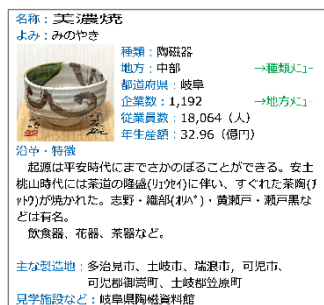 名称：美濃焼
よみ：みのやき
種類：陶磁器
地方：中部 →種類ﾒﾆｭｰ
都道府県：岐阜
企業数：1,192 →地方ﾒﾆｭｰ
従業員数：18,064（人）
年生産額：32.96（億円）
沿革・特徴
起源は平安時代にまでさかのぼることができる。安土
桃山時代には茶道の隆盛(ﾘｭｳｾｲ)に伴い、すぐれた茶陶(ﾁ
ｬﾄｳ)が焼かれた。志野・織部(ｵﾘﾍﾞ)・黄瀬戸・瀬戸黒な
どは有名。
飲食器、花器、茶器など。
主な製造地：多治見市、土岐市、瑞浪市，可児市、
可児郡御嵩町、土岐郡笠原町
見学施設など：岐阜県陶磁資料館